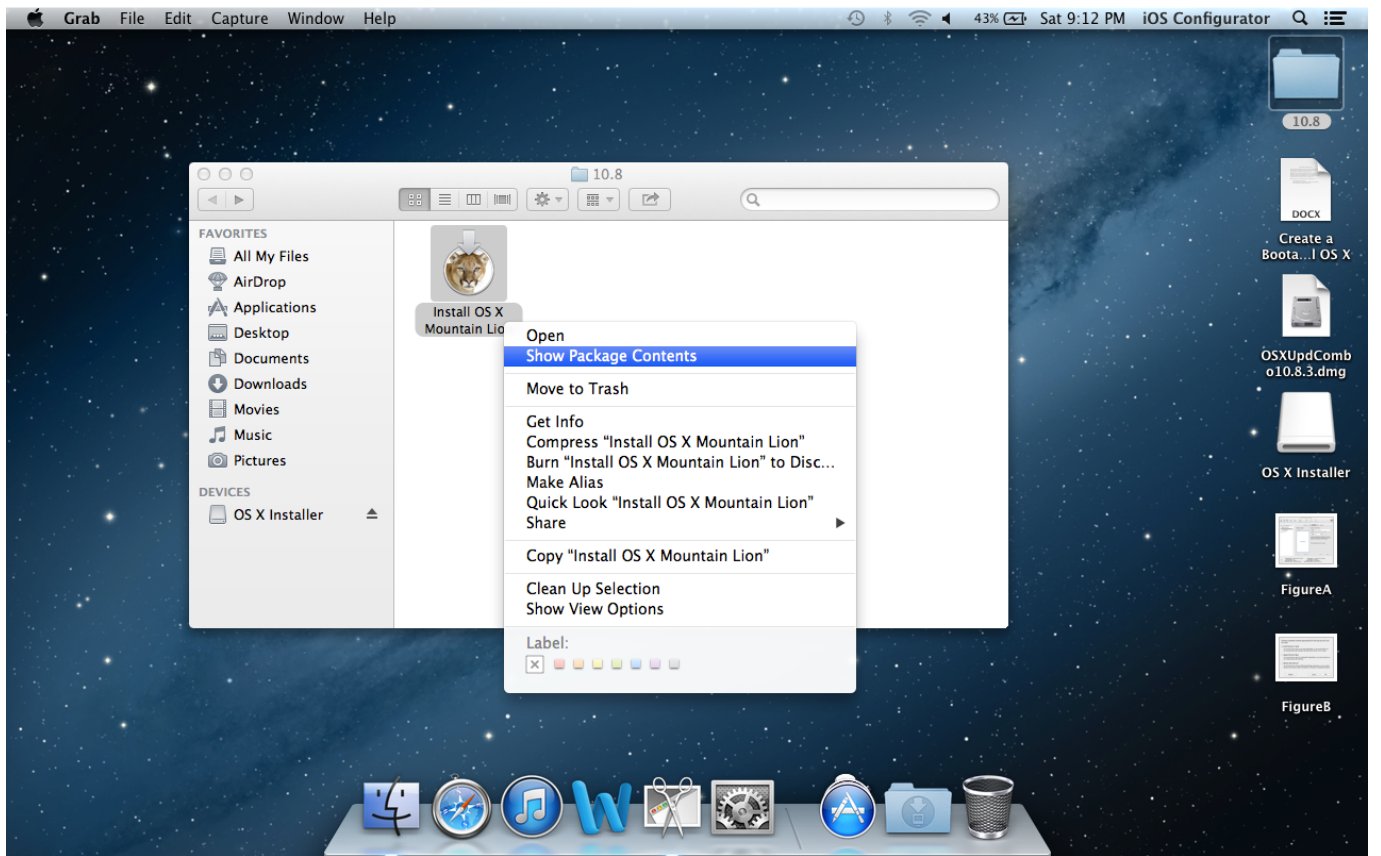 Grab File Edit Capture Window Help 43% Sat 9:12 PM iOS Configurator
10.8
10.8
FAVORITES
All My Files
AirDrop
Applications
Desktop
Documents
Downloads
Movies
Music
Pictures
DEVICES
OS X Installer
Install OS X
Mountain Lio
Open
Show Package Contents
Move to Trash
Get Info
Compress “Install OS X Mountain Lion”
Burn “Install OS X Mountain Lion” to Disc...
Make Alias
Quick Look “Install OS X Mountain Lion”
Share
Copy “Install OS X Mountain Lion”
Clean Up Selection
Show View Options
Label:
DOCX
Create a
Boota...l OS X
OSXUpdComb
o10.8.3.dmg
OS X Installer
FigureA
FigureB